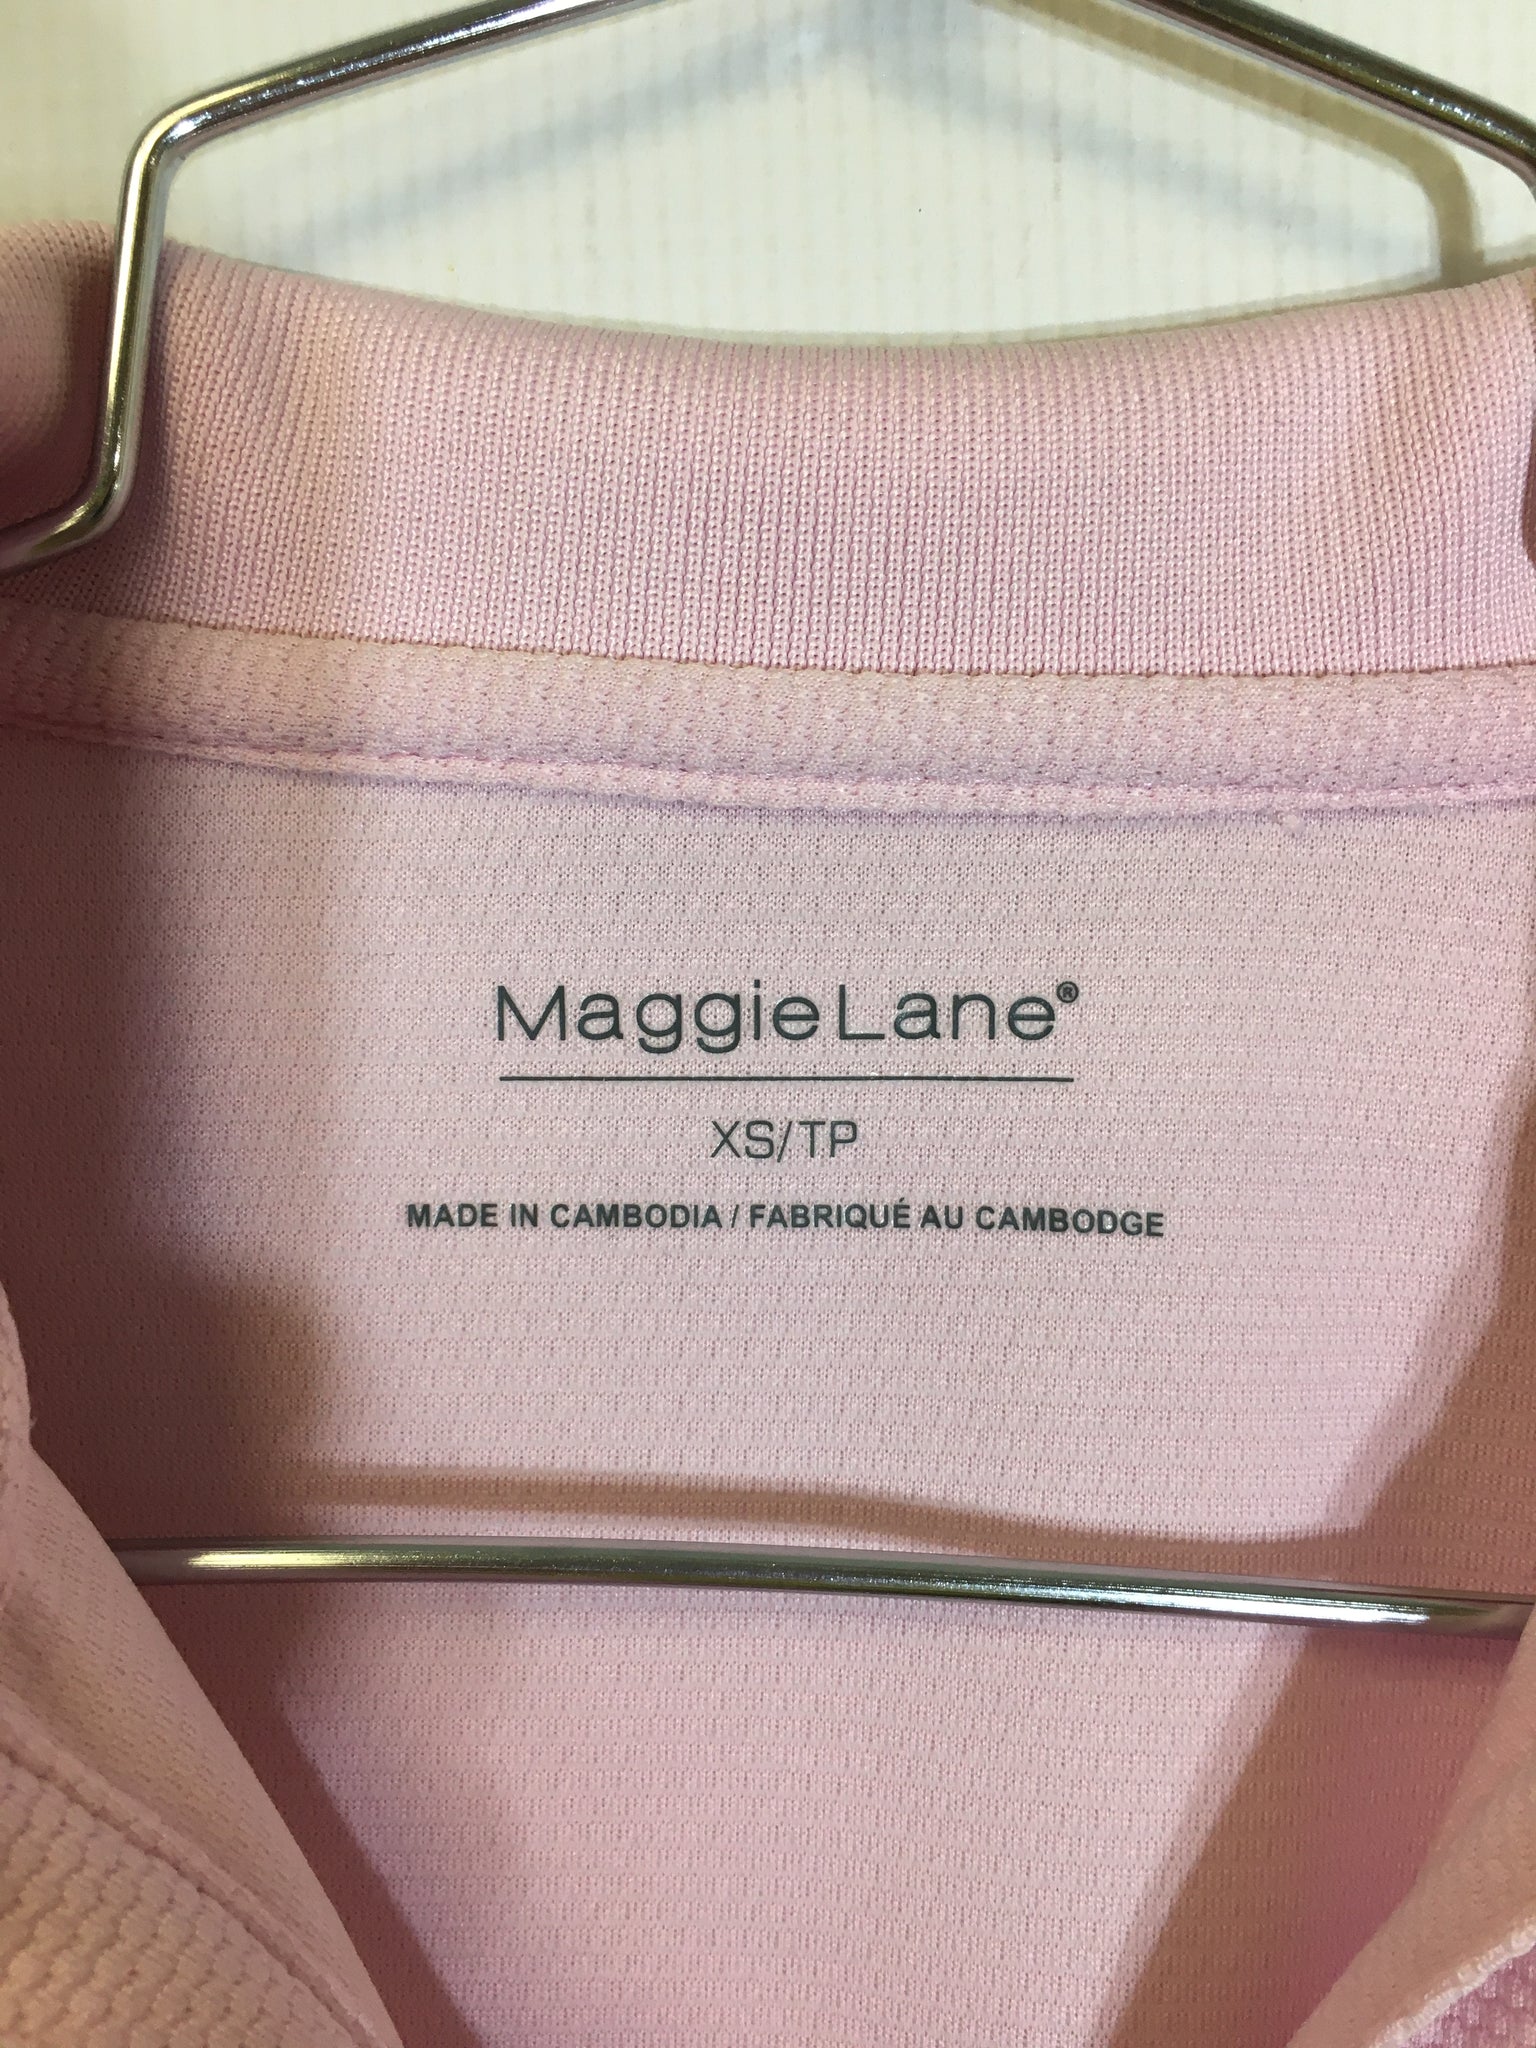 MaggieLane®
XS/TP
MADE IN CAMBODIA / FABRIQUÉ AU CAMBODGE